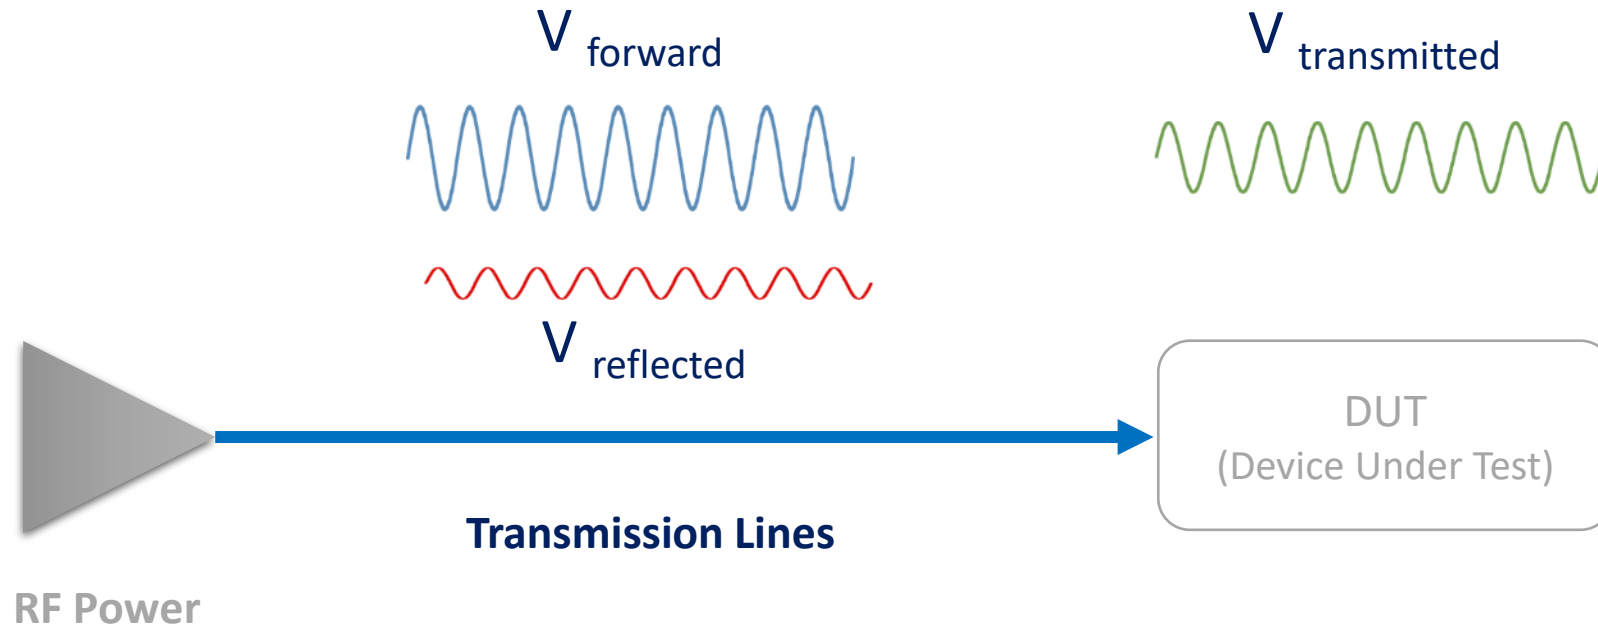 V forward
V transmitted
V reflected
DUT
(Device Under Test)
Transmission Lines
RF Power